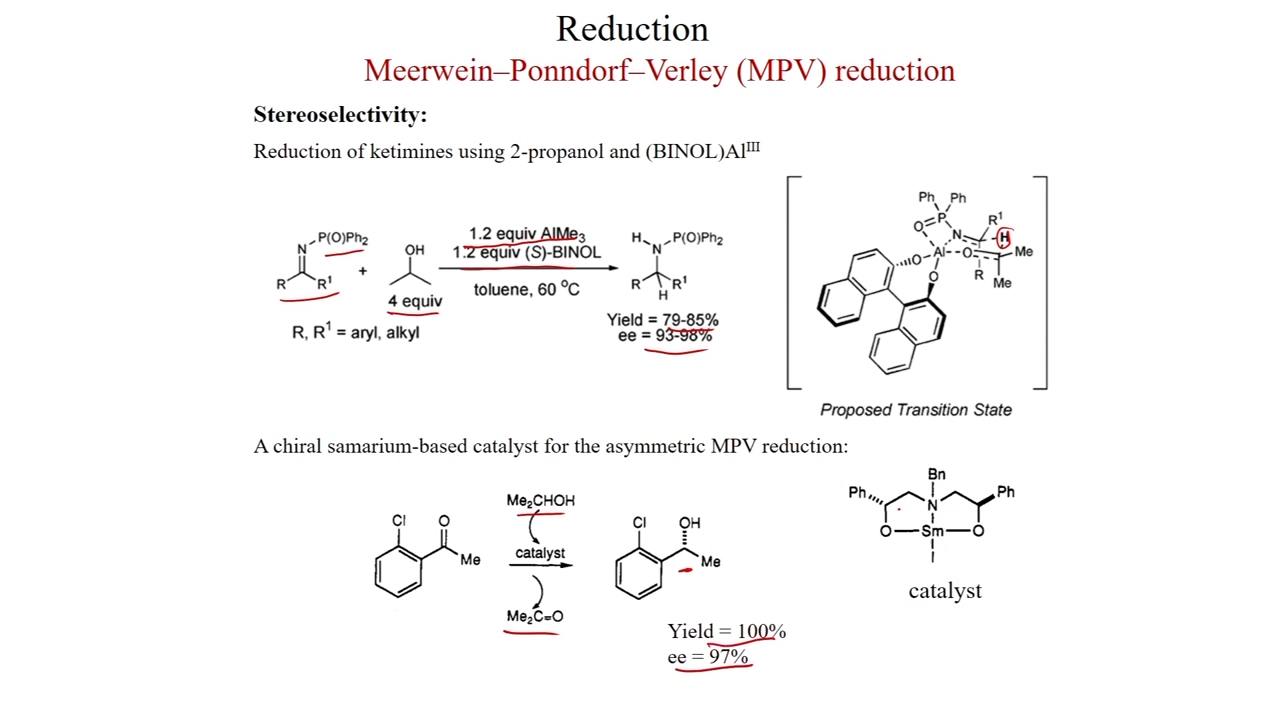 Reduction
Meerwein–Ponndorf–Verley (MPV) reduction
Stereoselectivity:
Reduction of ketimines using 2-propanol and (BINOL)Alᴵᴵᴵ
N P(O)Ph₂
R R¹
+
OH
4 equiv
R, R¹ = aryl, alkyl
1.2 equiv AlMe₃
1.2 equiv (S)-BINOL
toluene, 60 °C
H N P(O)Ph₂
R R¹
H
Yield = 79-85%
ee = 93-98%
Ph Ph
O=P R¹
N H
O Al O Me
O R Me
Proposed Transition State
A chiral samarium-based catalyst for the asymmetric MPV reduction:
Cl O
Me
Me₂CHOH
catalyst
Me₂C=O
Cl OH
Me
Yield = 100%
ee = 97%
Bn
Ph N Ph
O Sm O
I
catalyst